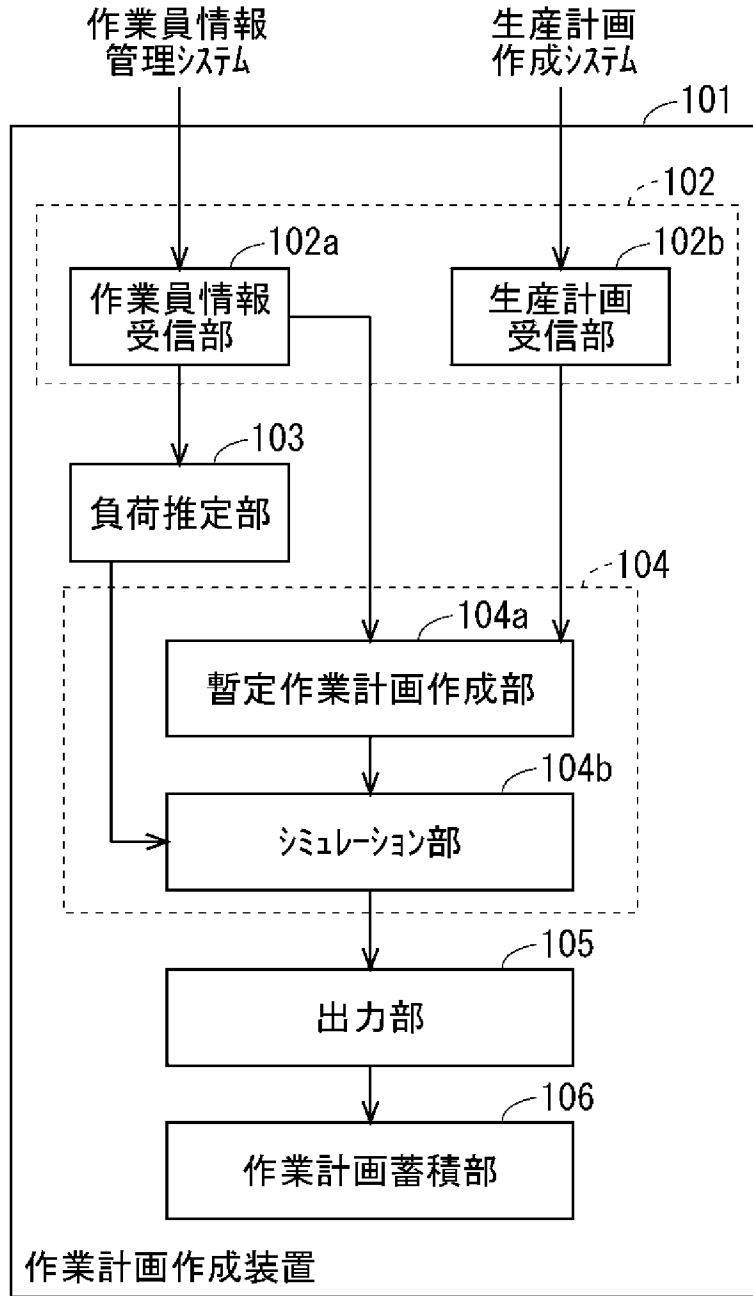 作業員情報
管理ｼｽﾃﾑ
生産計画
作成ｼｽﾃﾑ
101
102
102a
102b
作業員情報
受信部
生産計画
受信部
103
負荷推定部
104
104a
暫定作業計画作成部
104b
ｼﾐｭﾚｰｼｮﾝ部
105
出力部
106
作業計画蓄積部
作業計画作成装置